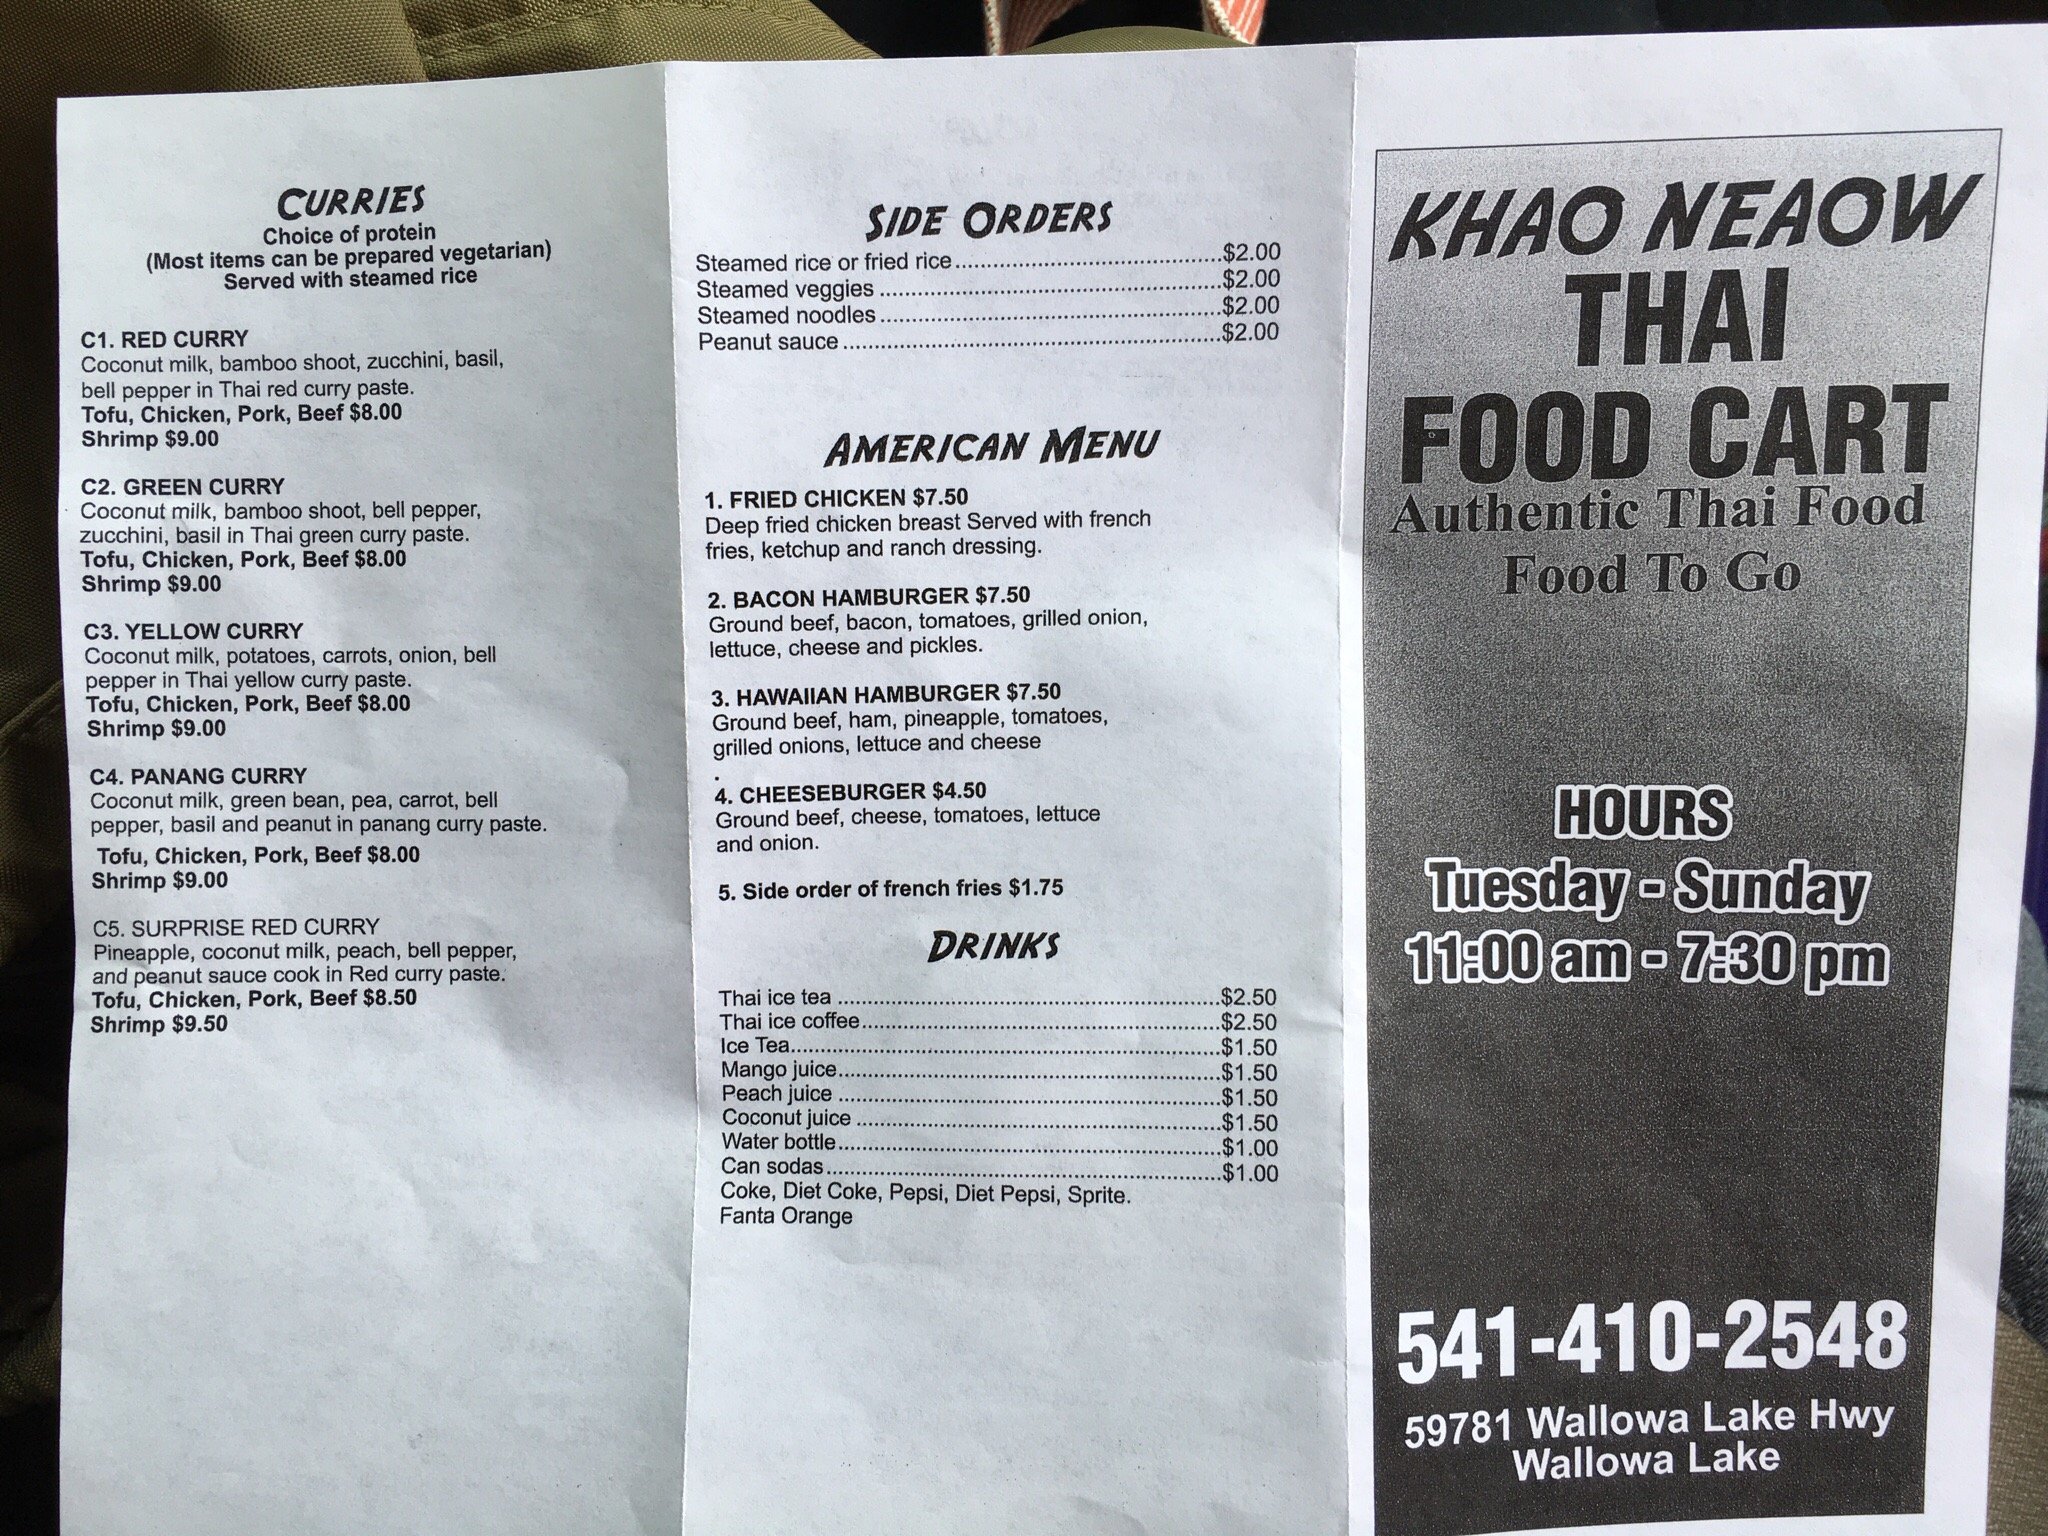 CURRIES
Choice of protein
(Most items can be prepared vegetarian)
Served with steamed rice
C1. RED CURRY
Coconut milk, bamboo shoot, zucchini, basil,
bell pepper in Thai red curry paste.
Tofu, Chicken, Pork, Beef $8.00
Shrimp $9.00
C2. GREEN CURRY
Coconut milk, bamboo shoot, bell pepper,
zucchini, basil in Thai green curry paste.
Tofu, Chicken, Pork, Beef $8.00
Shrimp $9.00
C3. YELLOW CURRY
Coconut milk, potatoes, carrots, onion, bell
pepper in Thai yellow curry paste.
Tofu, Chicken, Pork, Beef $8.00
Shrimp $9.00
C4. PANANG CURRY
Coconut milk, green bean, pea, carrot, bell
pepper, basil and peanut in panang curry paste.
Tofu, Chicken, Pork, Beef $8.00
Shrimp $9.00
C5. SURPRISE RED CURRY
Pineapple, coconut milk, peach, bell pepper,
and peanut sauce cook in Red curry paste.
Tofu, Chicken, Pork, Beef $8.50
Shrimp $9.50
SIDE ORDERS
Steamed rice or fried rice.................................$2.00
Steamed veggies ...........................................$2.00
Steamed noodles ...........................................$2.00
Peanut sauce ................................................$2.00
AMERICAN MENU
1. FRIED CHICKEN $7.50
Deep fried chicken breast Served with french
fries, ketchup and ranch dressing.
2. BACON HAMBURGER $7.50
Ground beef, bacon, tomatoes, grilled onion,
lettuce, cheese and pickles.
3. HAWAIIAN HAMBURGER $7.50
Ground beef, ham, pineapple, tomatoes,
grilled onions, lettuce and cheese
.
4. CHEESEBURGER $4.50
Ground beef, cheese, tomatoes, lettuce
and onion.
5. Side order of french fries $1.75
DRINKS
Thai ice tea ................................................$2.50
Thai ice coffee.............................................$2.50
Ice Tea......................................................$1.50
Mango juice................................................$1.50
Peach juice ................................................$1.50
Coconut juice ..............................................$1.50
Water bottle................................................$1.00
Can sodas..................................................$1.00
Coke, Diet Coke, Pepsi, Diet Pepsi, Sprite.
Fanta Orange
KHAO NEAOW
THAI
FOOD CART
Authentic Thai Food
Food To Go
HOURS
Tuesday - Sunday
11:00 am - 7:30 pm
541-410-2548
59781 Wallowa Lake Hwy
Wallowa Lake